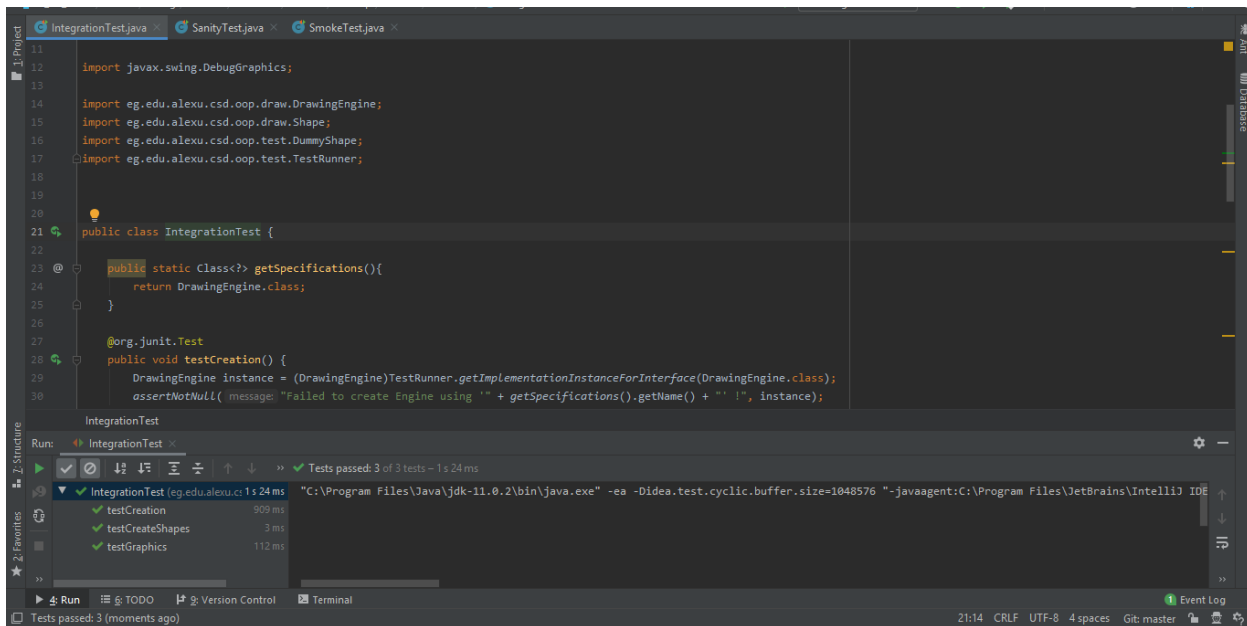 IntegrationTest.java × SanityTest.java × SmokeTest.java ×
1: Project
Ant
Database
11
12 import javax.swing.DebugGraphics;
13
14 import eg.edu.alexu.csd.oop.draw.DrawingEngine;
15 import eg.edu.alexu.csd.oop.draw.Shape;
16 import eg.edu.alexu.csd.oop.test.DummyShape;
17 import eg.edu.alexu.csd.oop.test.TestRunner;
18
19
20
21 public class IntegrationTest {
22
23 @ public static Class<?> getSpecifications(){
24 return DrawingEngine.class;
25 }
26
27 @org.junit.Test
28 public void testCreation() {
29 DrawingEngine instance = (DrawingEngine)TestRunner.getImplementationInstanceForInterface(DrawingEngine.class);
30 assertNotNull( message: "Failed to create Engine using '" + getSpecifications().getName() + "' !", instance);
IntegrationTest
Z: Structure
2: Favorites
Run: IntegrationTest ×
» Tests passed: 3 of 3 tests – 1 s 24 ms
IntegrationTest (eg.edu.alexu.c: 1 s 24 ms "C:\Program Files\Java\jdk-11.0.2\bin\java.exe" -ea -Didea.test.cyclic.buffer.size=1048576 "-javaagent:C:\Program Files\JetBrains\IntelliJ IDE
testCreation 909 ms
testCreateShapes 3 ms
testGraphics 112 ms
» »
4: Run 6: TODO 9: Version Control Terminal 1 Event Log
Tests passed: 3 (moments ago) 21:14 CRLF UTF-8 4 spaces Git: master